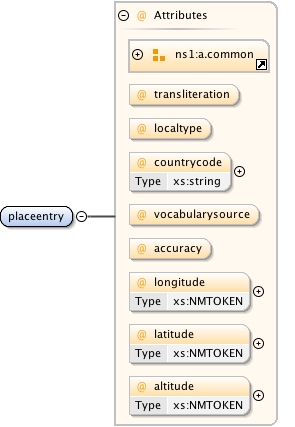 Attributes
ns1:a.common
@ transliteration
@ localtype
@ countrycode
Type xs:string
placeentry
@ vocabularysource
@ accuracy
@ longitude
Type xs:NMTOKEN
@ latitude
Type xs:NMTOKEN
@ altitude
Type xs:NMTOKEN